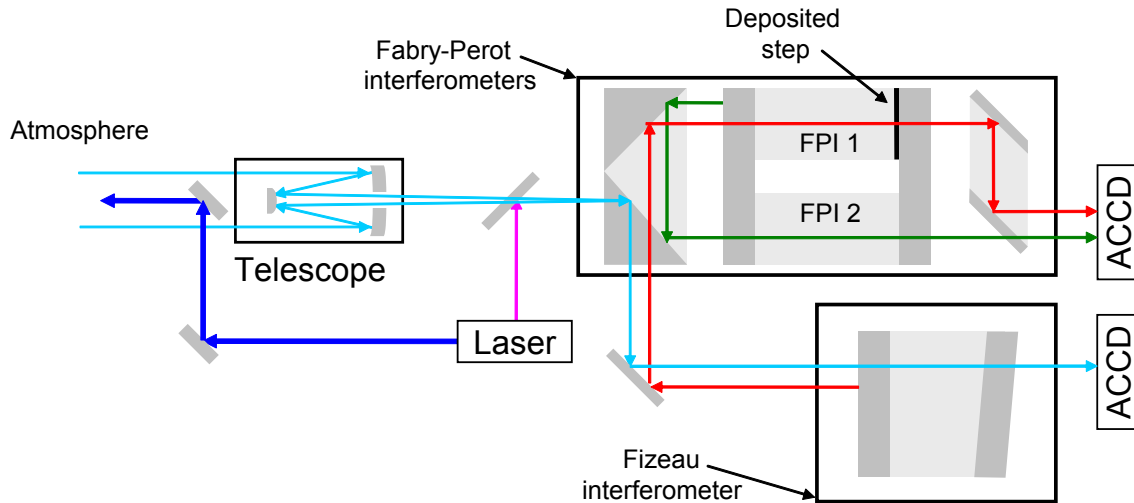 Deposited
step
Fabry-Perot
interferometers
Atmosphere
FPI 1
FPI 2
ACCD
Telescope
Laser
ACCD
Fizeau
interferometer